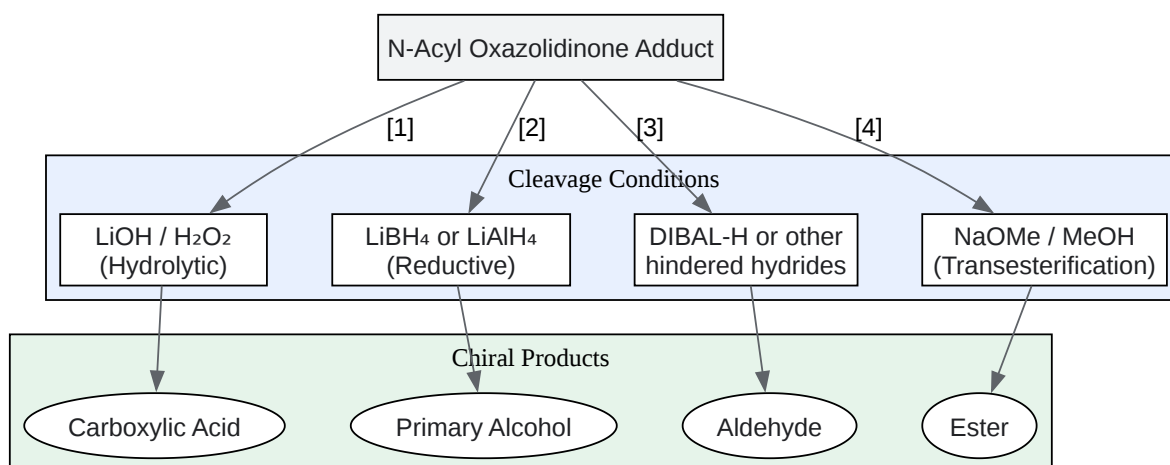 N-Acyl Oxazolidinone Adduct
[1]
[2]
[3]
[4]
Cleavage Conditions
LiOH / H₂O₂
(Hydrolytic)
LiBH₄ or LiAlH₄
(Reductive)
DIBAL-H or other
hindered hydrides
NaOMe / MeOH
(Transesterification)
Chiral Products
Carboxylic Acid
Primary Alcohol
Aldehyde
Ester